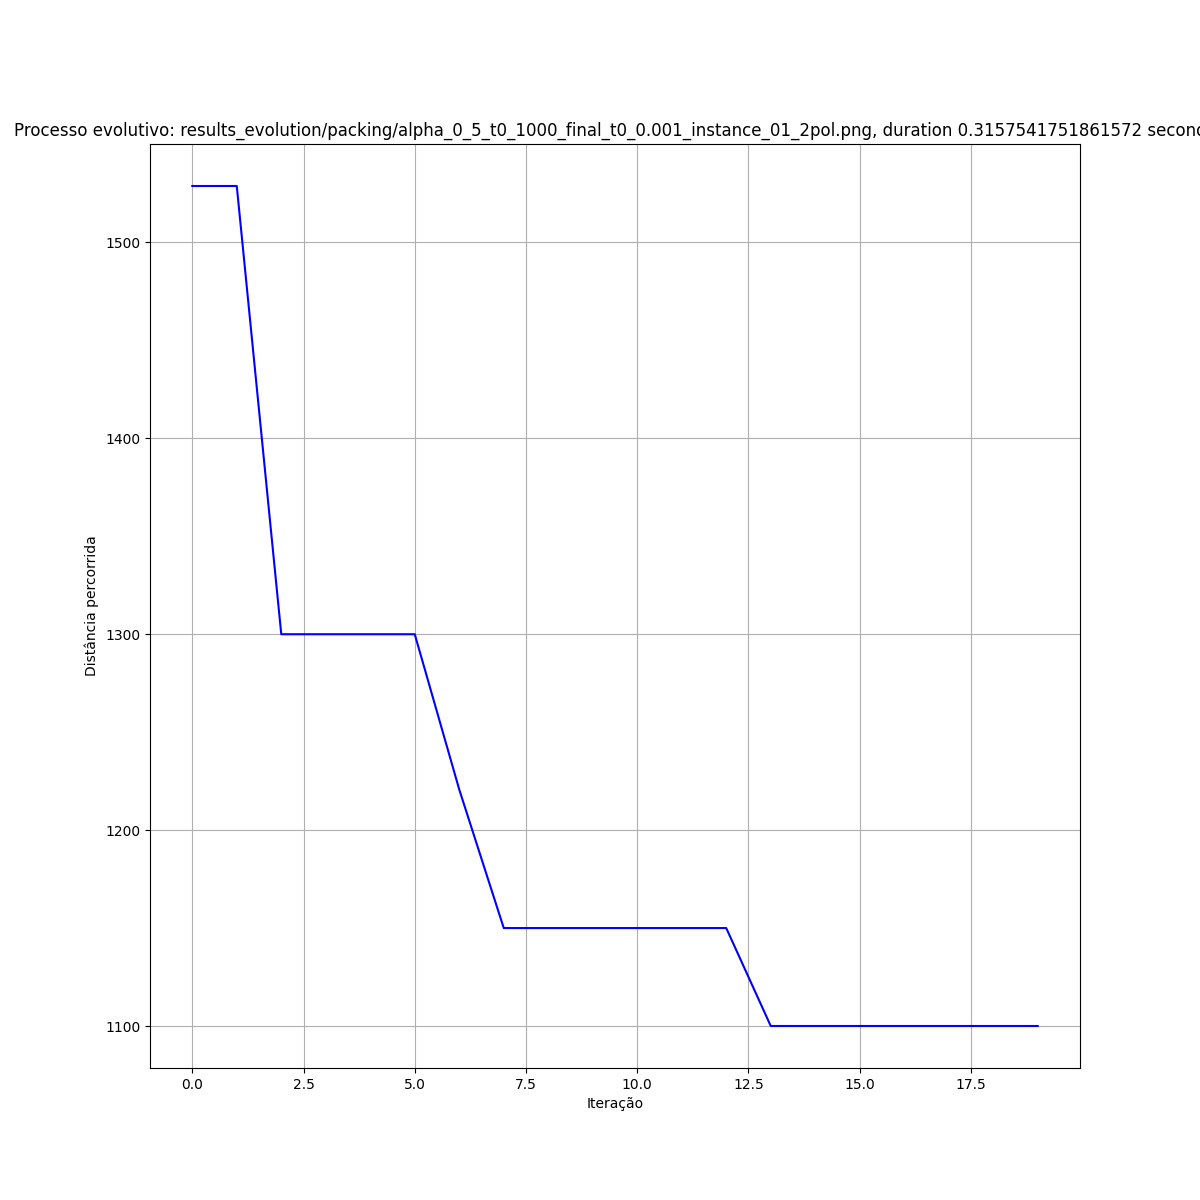 Processo evolutivo: results_evolution/packing/alpha_0_5_t0_1000_final_t0_0.001_instance_01_2pol.png, duration 0.3157541751861572 secon
1500
1400
1300
1200
1100
Distância percorrida
0.0 2.5 5.0 7.5 10.0 12.5 15.0 17.5
Iteração